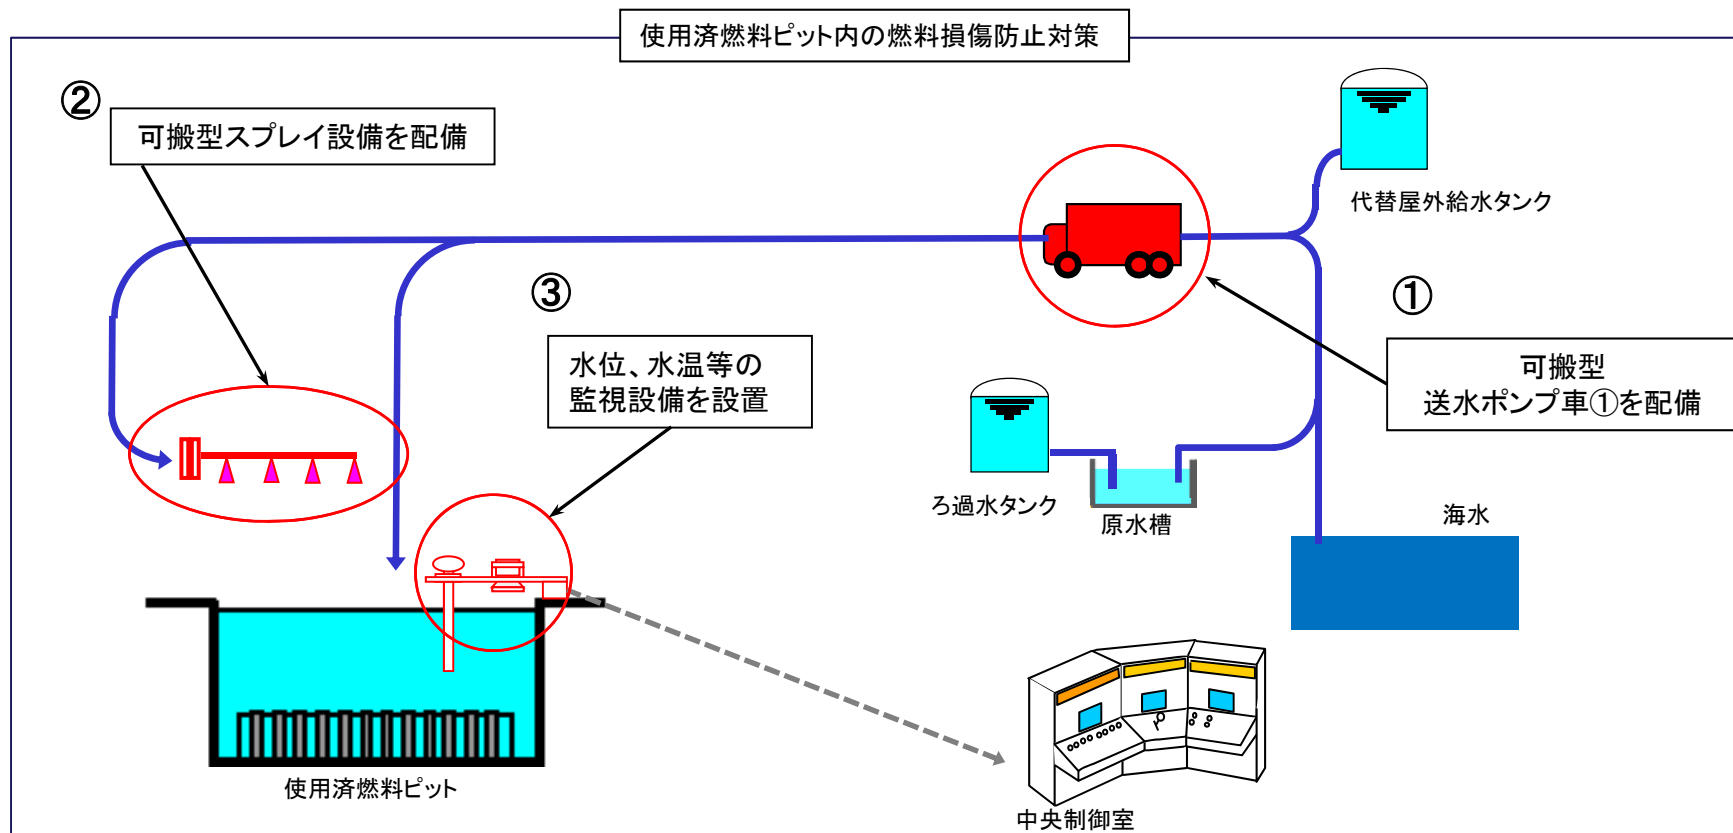 使用済燃料ピット内の燃料損傷防止対策
②
可搬型スプレイ設備を配備
代替屋外給水タンク
③
水位、水温等の
監視設備を設置
①
可搬型
送水ポンプ車①を配備
ろ過水タンク
原水槽
海水
使用済燃料ピット
中央制御室